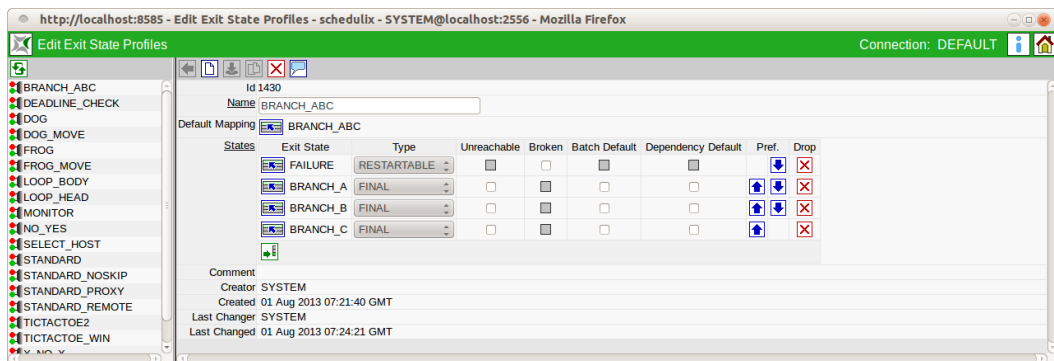 http://localhost:8585 - Edit Exit State Profiles - schedulix - SYSTEM@localhost:2556 - Mozilla Firefox
Edit Exit State Profiles
Connection: DEFAULT
BRANCH_ABC
DEADLINE_CHECK
DOG
DOG_MOVE
FROG
FROG_MOVE
LOOP_BODY
LOOP_HEAD
MONITOR
NO_YES
SELECT_HOST
STANDARD
STANDARD_NOSKIP
STANDARD_PROXY
STANDARD_REMOTE
TICTACTOE2
TICTACTOE_WIN
Id 1430
Name BRANCH_ABC
Default Mapping BRANCH_ABC
States Exit State Type Unreachable Broken Batch Default Dependency Default Pref. Drop
FAILURE RESTARTABLE
BRANCH_A FINAL
BRANCH_B FINAL
BRANCH_C FINAL
Comment
Creator SYSTEM
Created 01 Aug 2013 07:21:40 GMT
Last Changer SYSTEM
Last Changed 01 Aug 2013 07:24:21 GMT